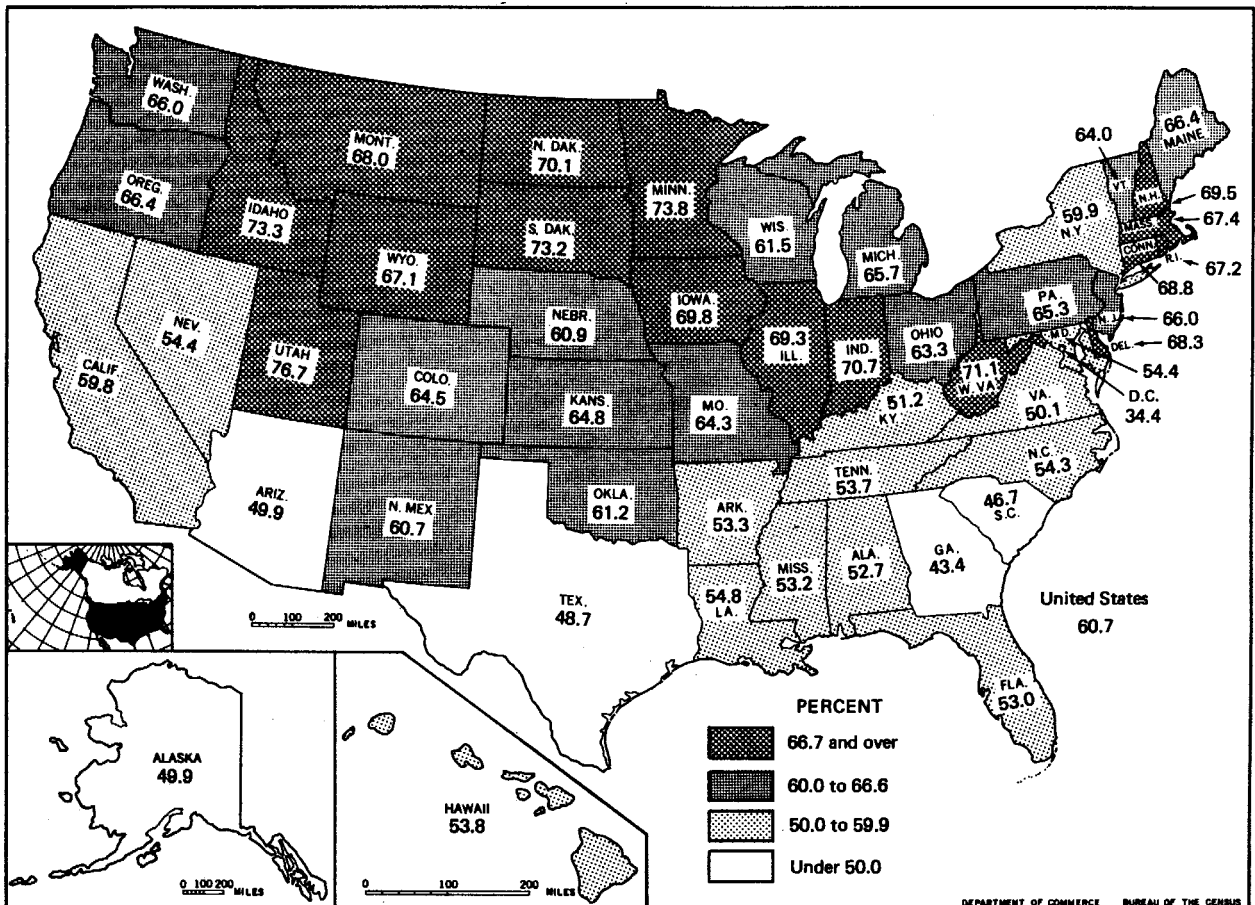 WASH.
66.0
OREG.
66.4
CALIF
59.8
NEV.
54.4
IDAHO
73.3
MONT.
68.0
WYO.
67.1
UTAH
76.7
ARIZ.
49.9
COLO.
64.5
N. MEX
60.7
N. DAK.
70.1
S. DAK.
73.2
NEBR.
60.9
KANS.
64.8
OKLA.
61.2
TEX.
48.7
MINN.
73.8
IOWA
69.8
MO.
64.3
ARK.
53.3
54.8
LA.
WIS.
61.5
69.3
ILL.
MICH.
65.7
IND.
70.7
OHIO
63.3
51.2
KY.
TENN.
53.7
MISS.
53.2
ALA.
52.7
GA.
43.4
FLA.
53.0
46.7
S.C.
N.C.
54.3
VA.
50.1
71.1
W. VA.
PA.
65.3
59.9
N.Y
64.0
VT.
66.4
MAINE
N.H.
69.5
MASS.
67.4
R.I.
67.2
CONN.
68.8
N.J.
66.0
DEL.
68.3
MD.
54.4
D.C.
34.4
United States
60.7
0 100 200
MILES
ALASKA
49.9
0 100 200
MILES
HAWAII
53.8
0 100 200
MILES
PERCENT
66.7 and over
60.0 to 66.6
50.0 to 59.9
Under 50.0
DEPARTMENT OF COMMERCE BUREAU OF THE CENSUS